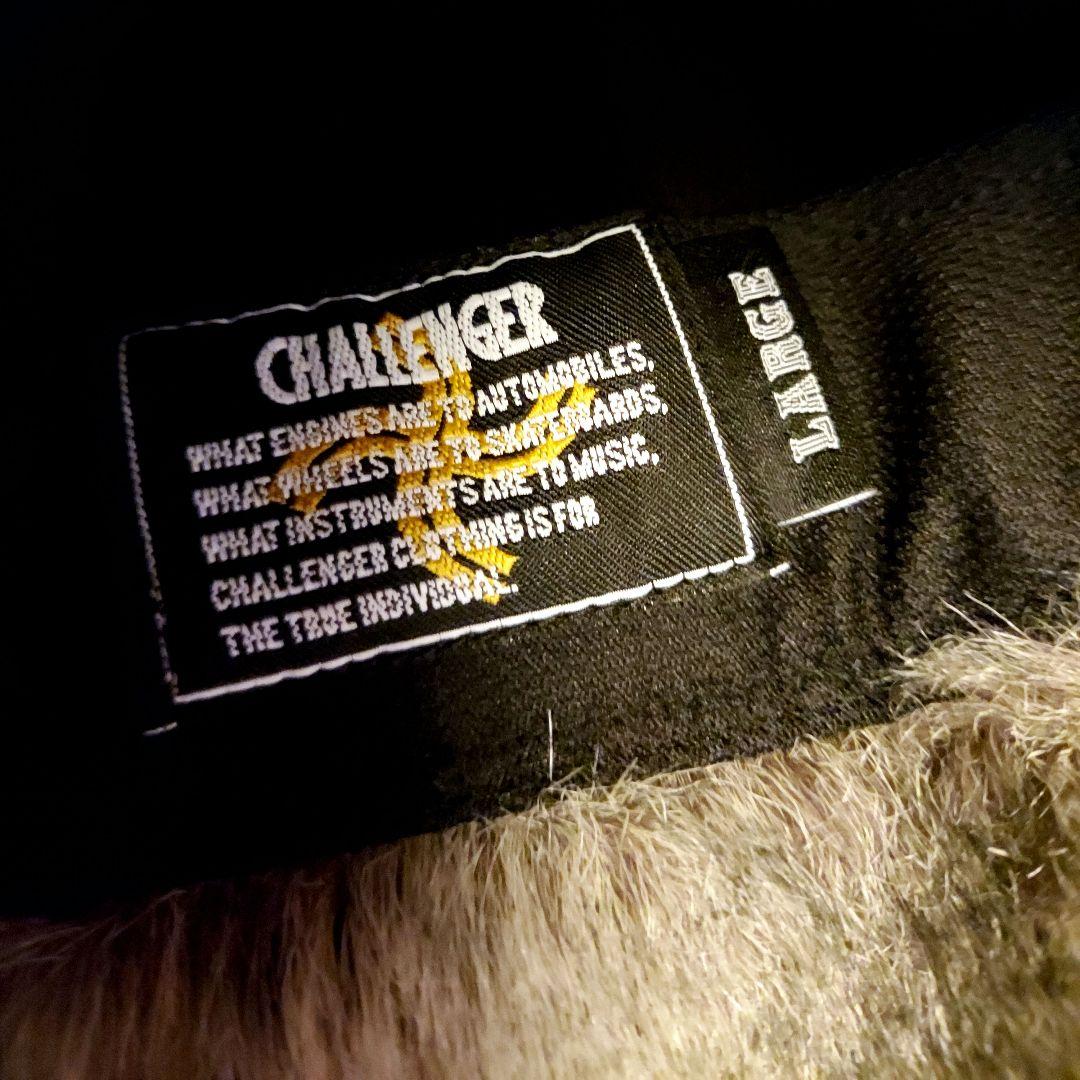 CHALLENGER
WHAT ENGINES ARE TO AUTOMOBILES,
WHAT WHEELS ARE TO SKATEBOARDS,
WHAT INSTRUMENTS ARE TO MUSIC,
CHALLENGER CLOTHING IS FOR
THE TRUE INDIVIDUAL.
LARGE